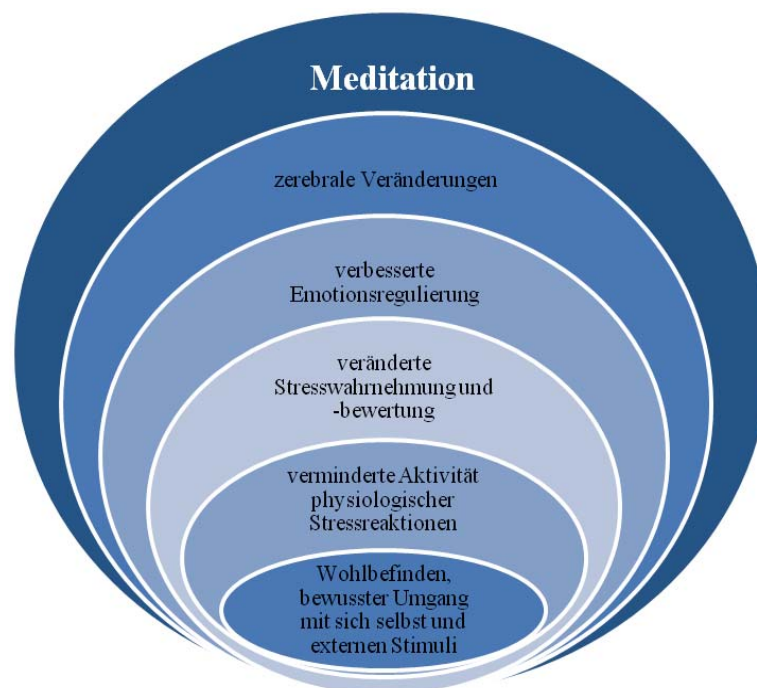 Meditation
zerebrale Veränderungen
verbesserte
Emotionsregulierung
veränderte
Stresswahrnehmung und
-bewertung
verminderte Aktivität
physiologischer
Stressreaktionen
Wohlbefinden,
bewusster Umgang
mit sich selbst und
externen Stimuli